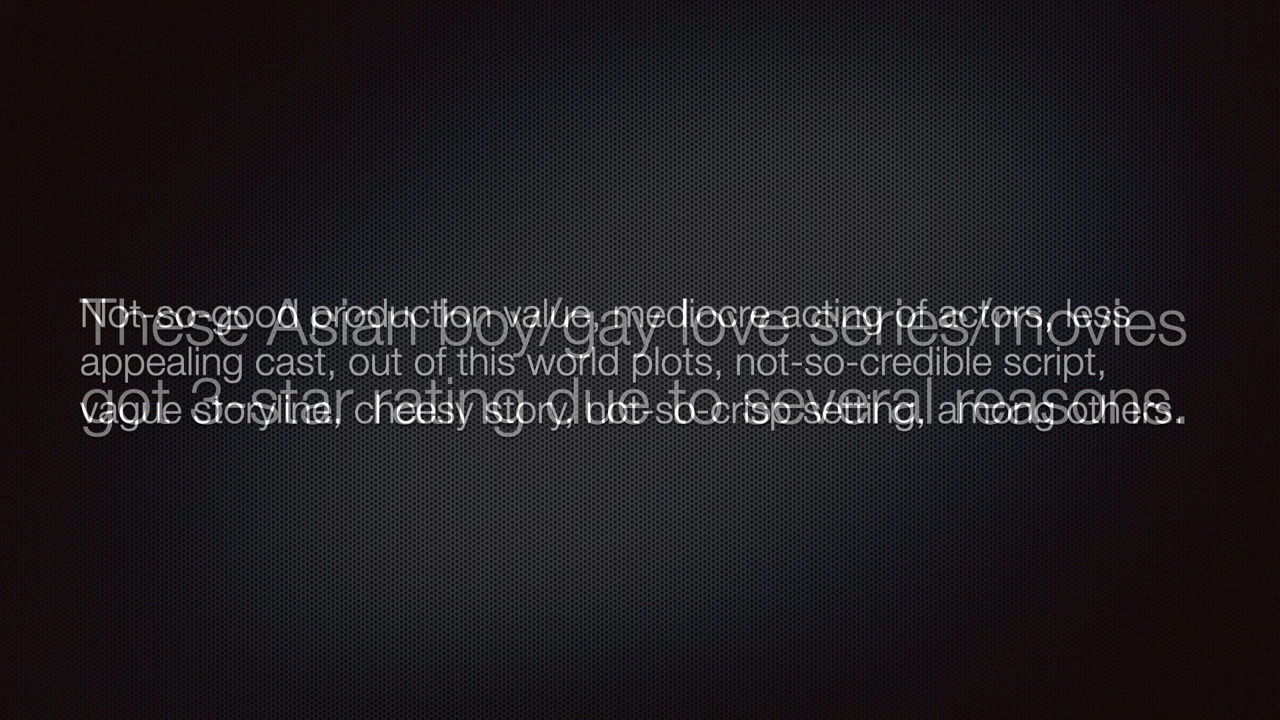 These Asian boy/gay love series/movies
got 3-star rating due to several reasons.
Not-so-good production value, mediocre acting of actors, less
appealing cast, out of this world plots, not-so-credible script,
vague storyline, cheesy story, not-so-crisp setting, among others.